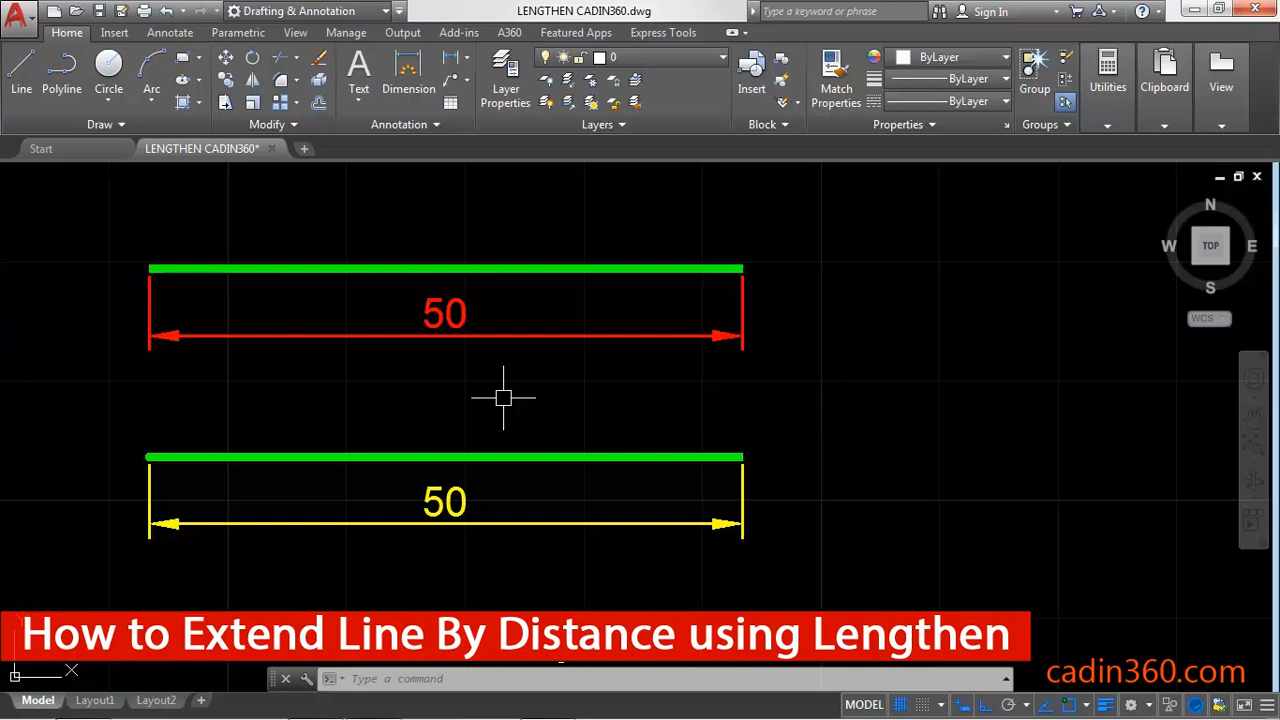 Drafting & Annotation
LENGTHEN CADIN360.dwg
Type a keyword or phrase
Sign In
Home
Insert
Annotate
Parametric
View
Manage
Output
Add-ins
A360
Featured Apps
Express Tools
Line
Polyline
Circle
Arc
Text
Dimension
Layer
Properties
0
Insert
Match
Properties
ByLayer
ByLayer
ByLayer
Group
Utilities
Clipboard
View
Draw
Modify
Annotation
Layers
Block
Properties
Groups
Start
LENGTHEN CADIN360*
N
W
TOP
E
S
WCS
50
50
How to Extend Line By Distance using Lengthen
cadin360.com
X
Type a command
Model
Layout1
Layout2
MODEL